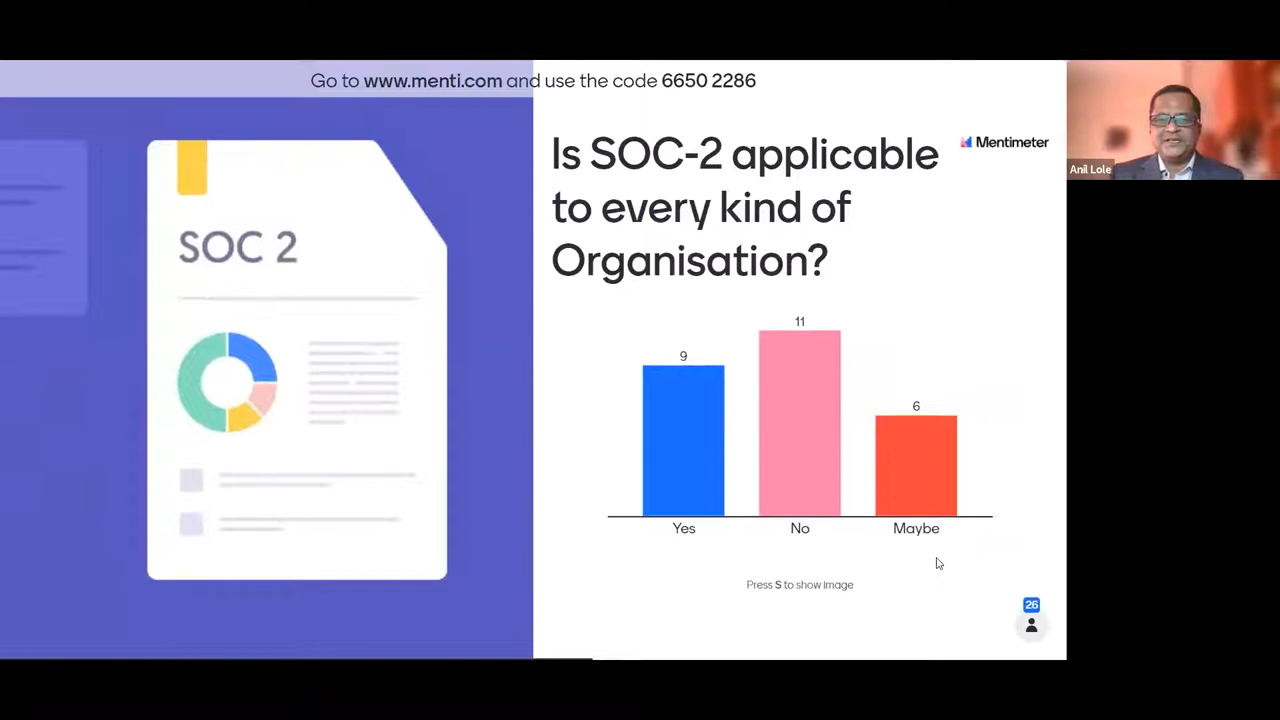 Go to www.menti.com and use the code 6650 2286
SOC 2
Is SOC-2 applicable
to every kind of
Organisation?
Mentimeter
Anil Lole
9
11
6
Yes
No
Maybe
Press S to show image
26